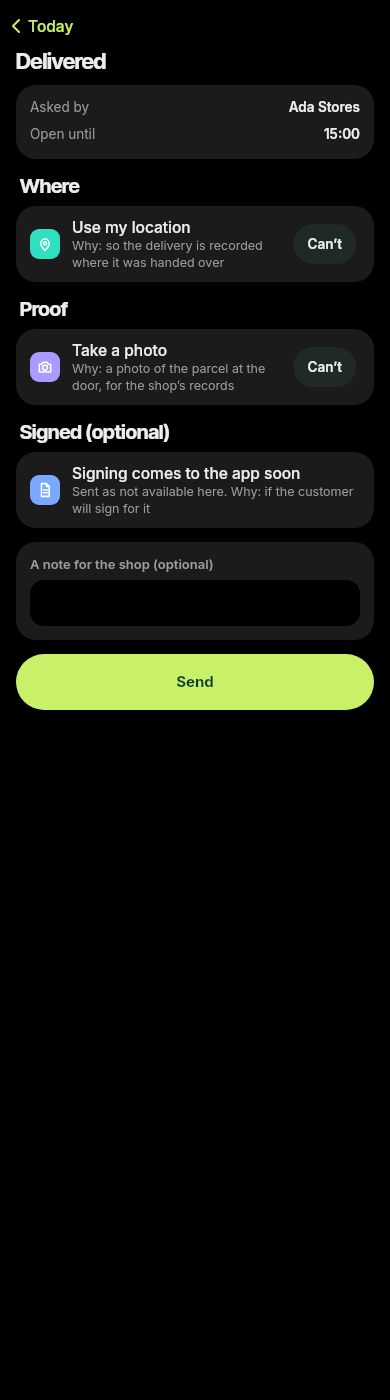 Today
Delivered
Asked by Ada Stores
Open until 15:00
Where
Use my location
Why: so the delivery is recorded
where it was handed over
Can’t
Proof
Take a photo
Why: a photo of the parcel at the
door, for the shop’s records
Can’t
Signed (optional)
Signing comes to the app soon
Sent as not available here. Why: if the customer
will sign for it
A note for the shop (optional)
Send